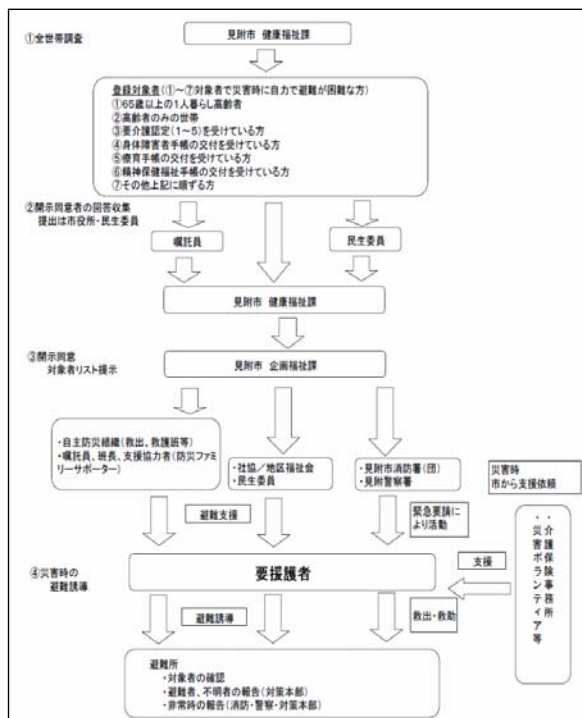 ①全世帯調査
見附市 健康福祉課
登録対象者(①~⑦対象者で災害時に自力で避難が困難な方)
①65歳以上の1人暮らし高齢者
②高齢者のみの世帯
③要介護認定(1~5)を受けている方
④身体障害者手帳の交付を受けている方
⑤療育手帳の交付を受けている方
⑥精神保健福祉手帳の交付を受けている方
⑦その他上記に順ずる方
②開示同意者の回答収集
提出は市役所・民生委員
嘱託員
民生委員
見附市 健康福祉課
③開示同意
対象者リスト提示
見附市 企画福祉課
・自主防災組織(救出、救護班等)
・嘱託員、班長、支援協力者(防災ファミ
リーサポーター)
・社協/地区福祉会
・民生委員
・見附市消防署(団)
・見附警察署
災害時
市から支援依頼
避難支援
緊急要請に
より活動
・介護保険事務所
・災害ボランティア等
④災害時の
避難誘導
要援護者
支援
避難誘導
救出・救助
避難所
・対象者の確認
・避難者、不明者の報告(対策本部)
・非常時の報告(消防・警察・対策本部)